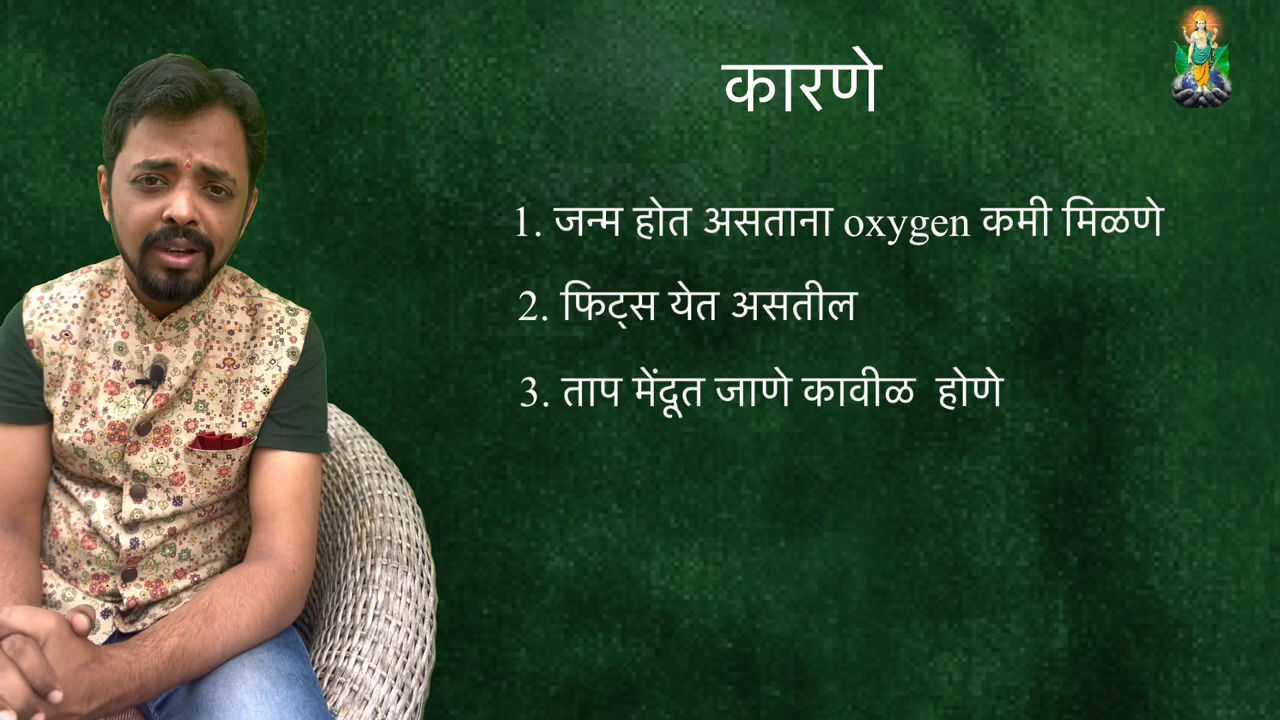 कारणे
1. जन्म होत असताना oxygen कमी मिळणे
2. फिट्स येत असतील
3. ताप मेंदूत जाणे कावीळ होणे